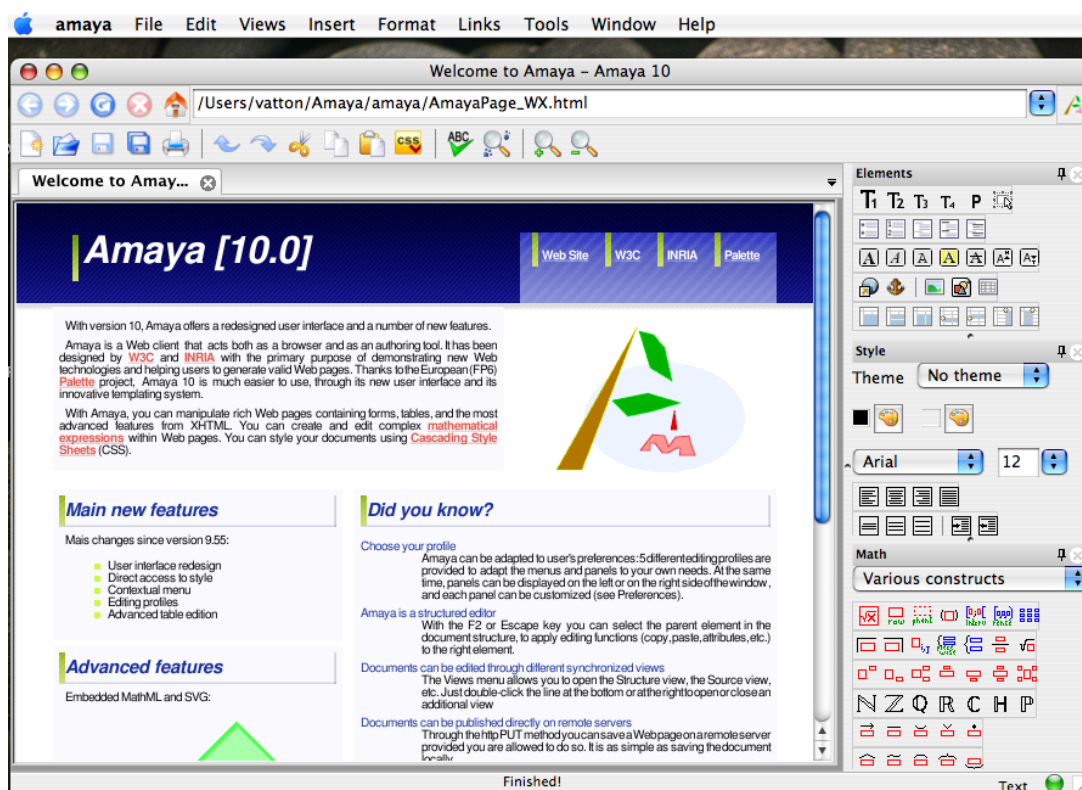 amaya File Edit Views Insert Format Links Tools Window Help
Welcome to Amaya – Amaya 10
/Users/vatton/Amaya/amaya/AmayaPage_WX.html
ABC
css
Welcome to Amay...
Amaya [10.0]
Web Site W3C INRIA Palette
With version 10, Amaya offers a redesigned user interface and a number of new features.
Amaya is a Web client that acts both as a browser and as an authoring tool. It has been
designed by W3C and INRIA with the primary purpose of demonstrating new Web
technologies and helping users to generate valid Web pages. Thanks to the European (FP6)
Palette project, Amaya 10 is much easier to use, through its new user interface and its
innovative templating system.
With Amaya, you can manipulate rich Web pages containing forms, tables, and the most
advanced features from XHTML. You can create and edit complex mathematical
expressions within Web pages. You can style your documents using Cascading Style
Sheets (CSS).
Main new features
Mais changes since version 9.55:
User interface redesign
Direct access to style
Contextual menu
Editing profiles
Advanced table edition
Advanced features
Embedded MathML and SVG:
Did you know?
Choose your profile
Amaya can be adapted to user's preferences: 5 different editing profiles are
provided to adapt the menus and panels to your own needs. At the same
time, panels can be displayed on the left or on the right side of the window,
and each panel can be customized (see Preferences).
Amaya is a structured editor
With the F2 or Escape key you can select the parent element in the
document structure, to apply editing functions (copy, paste, attributes, etc.)
to the right element.
Documents can be edited through different synchronized views
The Views menu allows you to open the Structure view, the Source view,
etc. Just double-click the line at the bottom or at the right to open or close an
additional view
Documents can be published directly on remote servers
Through the http PUT method you can save a Web page on a remote server
provided you are allowed to do so. It is as simple as saving the document
locally
Elements
T1 T2 T3 T4 P
A A A A A A A
Style
Theme No theme
Arial 12
Math
Various constructs
row phant
ℕ ℤ ℚ ℝ ℂ ℍ ℙ
Finished!
Text